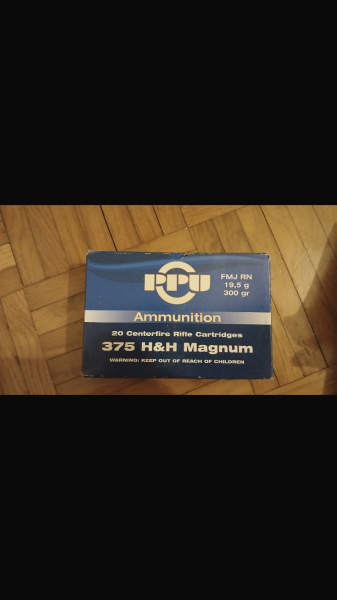 PPU
FMJ RN
19,5 g
300 gr
Ammunition
20 Centerfire Rifle Cartridges
375 H&H Magnum
WARNING: KEEP OUT OF REACH OF CHILDREN